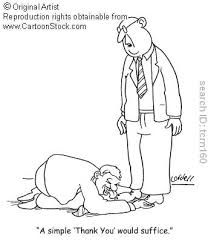 © Original Artist
Reproduction rights obtainable from
www.CartoonStock.com
search ID: tcrn160
"A simple 'Thank You' would suffice."